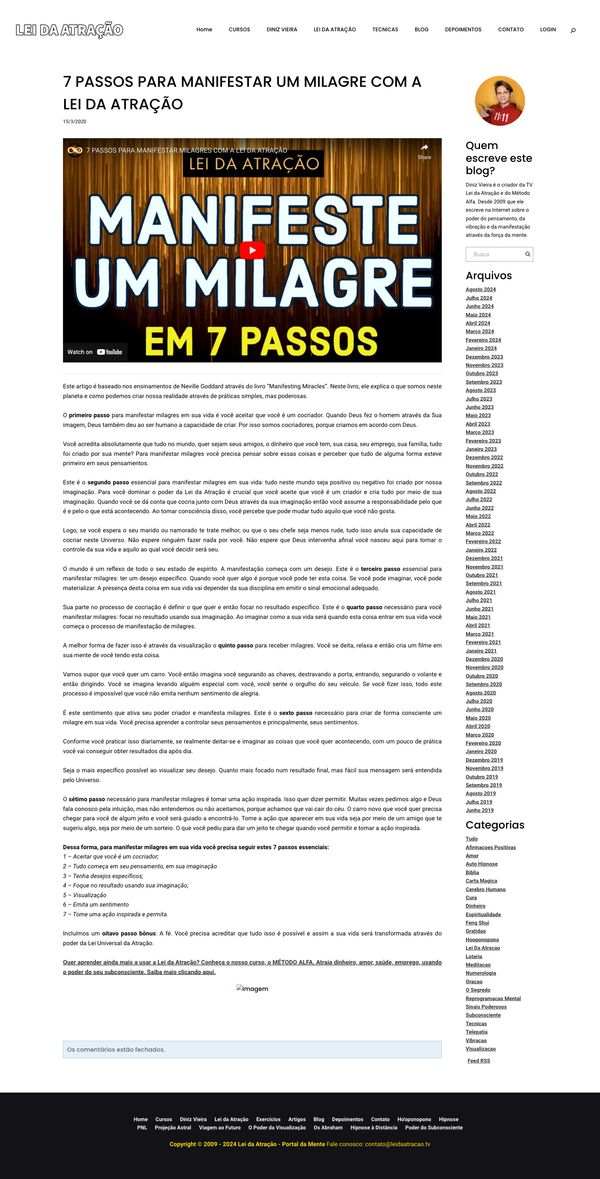 LEI DA ATRAÇÃO
Home CURSOS DINIZ VIEIRA LEI DA ATRAÇÃO TECNICAS BLOG DEPOIMENTOS CONTATO LOGIN
7 PASSOS PARA MANIFESTAR UM MILAGRE COM A
LEI DA ATRAÇÃO
15/3/2020
7 PASSOS PARA MANIFESTAR MILAGRES COM A LEI DA ATRAÇÃO
Share
LEI DA ATRAÇÃO
MANIFESTE
UM MILAGRE
EM 7 PASSOS
Watch on YouTube
Este artigo é baseado nos ensinamentos de Neville Goddard através do livro “Manifesting Miracles”. Neste livro, ele explica o que somos neste
planeta e como podemos criar nossa realidade através de práticas simples, mas poderosas.
O primeiro passo para manifestar milagres em sua vida é você aceitar que você é um cocriador. Quando Deus fez o homem através da Sua
imagem, Deus também deu ao ser humano a capacidade de criar. Por isso somos cocriadores, porque criamos em acordo com Deus.
Você acredita absolutamente que tudo no mundo, quer sejam seus amigos, o dinheiro que você tem, sua casa, seu emprego, sua família, tudo
foi criado por sua mente? Para manifestar milagres você precisa pensar sobre essas coisas e perceber que tudo de alguma forma esteve
primeiro em seus pensamentos.
Este é o segundo passo essencial para manifestar milagres em sua vida: tudo neste mundo seja positivo ou negativo foi criado por nossa
imaginação. Para você dominar o poder da Lei da Atração é crucial que você aceite que você é um criador e cria tudo por meio de sua
imaginação. Quando você se dá conta que cocria junto com Deus através da sua imaginação então você assume a responsabilidade pelo que
é e pelo o que está acontecendo. Ao tomar consciência disso, você percebe que pode mudar tudo aquilo que você não gosta.
Logo, se você espera o seu marido ou namorado te trate melhor, ou que o seu chefe seja menos rude, tudo isso anula sua capacidade de
cocriar neste Universo. Não espere ninguém fazer nada por você. Não espere que Deus intervenha afinal você nasceu aqui para tomar o
controle da sua vida e aquilo ao qual você decidir será seu.
O mundo é um reflexo de todo o seu estado de espírito. A manifestação começa com um desejo. Este é o terceiro passo essencial para
manifestar milagres: ter um desejo específico. Quando você quer algo é porque você pode ter esta coisa. Se você pode imaginar, você pode
materializar. A presença desta coisa em sua vida vai depender da sua disciplina em emitir o sinal emocional adequado.
Sua parte no processo de cocriação é definir o que quer e então focar no resultado específico. Este é o quarto passo necessário para você
manifestar milagres: focar no resultado usando sua imaginação. Ao imaginar como a sua vida será quando esta coisa entrar em sua vida você
começa o processo de manifestação de milagres.
A melhor forma de fazer isso é através da visualização o quinto passo para receber milagres. Você se deita, relaxa e então cria um filme em
sua mente de você tendo esta coisa.
Vamos supor que você quer um carro. Você então imagina você segurando as chaves, destravando a porta, entrando, segurando o volante e
então dirigindo. Você se imagina levando alguém especial com você, você sente o orgulho do seu veículo. Se você fizer isso, todo este
processo é impossível que você não emita nenhum sentimento de alegria.
É este sentimento que ativa seu poder criador e manifesta milagres. Este é o sexto passo necessário para criar de forma consciente um
milagre em sua vida. Você precisa aprender a controlar seus pensamentos e principalmente, seus sentimentos.
Conforme você praticar isso diariamente, se realmente deitar-se e imaginar as coisas que você quer acontecendo, com um pouco de prática
você vai conseguir obter resultados dia após dia.
Seja o mais específico possível ao visualizar seu desejo. Quanto mais focado num resultado final, mas fácil sua mensagem será entendida
pelo Universo.
O sétimo passo necessário para manifestar milagres é tomar uma ação inspirada. Isso quer dizer permitir. Muitas vezes pedimos algo e Deus
fala conosco pela intuição, mas não entendemos ou não aceitamos, porque achamos que vai cair do céu. O carro novo que você quer precisa
chegar para você de algum jeito e você será guiado a encontrá-lo. Tome a ação que aparecer em sua vida seja por meio de um amigo que te
sugeriu algo, seja por meio de um sorteio. O que você pediu para dar um jeito te chegar quando você permitir e tomar a ação inspirada.
Dessa forma, para manifestar milagres em sua vida você precisa seguir estes 7 passos essenciais:
1 – Aceitar que você é um cocriador;
2 – Tudo começa em seu pensamento, em sua imaginação
3 – Tenha desejos específicos;
4 – Foque no resultado usando sua imaginação;
5 – Visualização
6 – Emita um sentimento
7 – Tome uma ação inspirada e permita.
Incluímos um oitavo passo bônus: A fé. Você precisa acreditar que tudo isso é possível e assim a sua vida será transformada através do
poder da Lei Universal da Atração.
Quer aprender ainda mais a usar a Lei da Atração? Conheça o nosso curso, o MÉTODO ALFA. Atraia dinheiro, amor, saúde, emprego, usando
o poder do seu subconsciente. Saiba mais clicando aqui.
Imagem
Os comentários estão fechados.
11:11
Quem
escreve este
blog?
Diniz Vieira é o criador da TV
Lei da Atração e do Método
Alfa. Desde 2009 que ele
escreve na Internet sobre o
poder do pensamento, da
vibração e da manifestação
através da força da mente.
Busca
Arquivos
Agosto 2024
Julho 2024
Junho 2024
Maio 2024
Abril 2024
Março 2024
Fevereiro 2024
Janeiro 2024
Dezembro 2023
Novembro 2023
Outubro 2023
Setembro 2023
Agosto 2023
Julho 2023
Junho 2023
Maio 2023
Abril 2023
Março 2023
Fevereiro 2023
Janeiro 2023
Dezembro 2022
Novembro 2022
Outubro 2022
Setembro 2022
Agosto 2022
Julho 2022
Junho 2022
Maio 2022
Abril 2022
Março 2022
Fevereiro 2022
Janeiro 2022
Dezembro 2021
Novembro 2021
Outubro 2021
Setembro 2021
Agosto 2021
Julho 2021
Junho 2021
Maio 2021
Abril 2021
Março 2021
Fevereiro 2021
Janeiro 2021
Dezembro 2020
Novembro 2020
Outubro 2020
Setembro 2020
Agosto 2020
Julho 2020
Junho 2020
Maio 2020
Abril 2020
Março 2020
Fevereiro 2020
Janeiro 2020
Dezembro 2019
Novembro 2019
Outubro 2019
Setembro 2019
Agosto 2019
Julho 2019
Junho 2019
Categorias
Tudo
Afirmacoes Positivas
Amor
Auto Hipnose
Bíblia
Carta Magica
Cerebro Humano
Cura
Dinheiro
Espiritualidade
Feng Shui
Gratidao
Hooponopono
Lei Da Atracao
Loteria
Meditacao
Numerologia
Oracao
O Segredo
Reprogramacao Mental
Sinais Poderosos
Subconsciente
Tecnicas
Telepatia
Vibracao
Visualizacao
Feed RSS
Home Cursos Diniz Vieira Lei da Atração Exercícios Artigos Blog Depoimentos Contato Ho'oponopono Hipnose
PNL Projeção Astral Viagem ao Futuro O Poder da Visualização Os Abraham Hipnose à Distância Poder do Subconsciente
Copyright © 2009 - 2024 Lei da Atração - Portal da Mente Fale conosco: contato@leidaatracao.tv